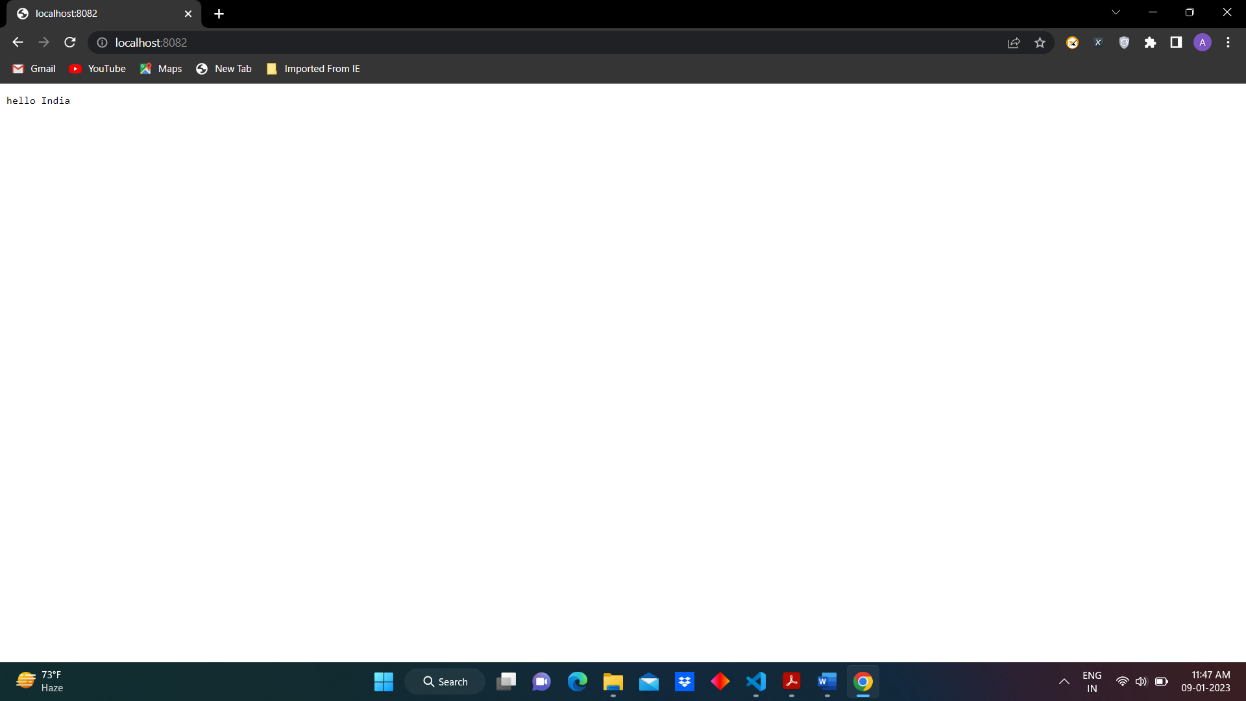 localhost:8082
localhost:8082
Gmail YouTube Maps New Tab Imported From IE
hello India
73°F
Haze
Search
ENG
IN
11:47 AM
09-01-2023
A